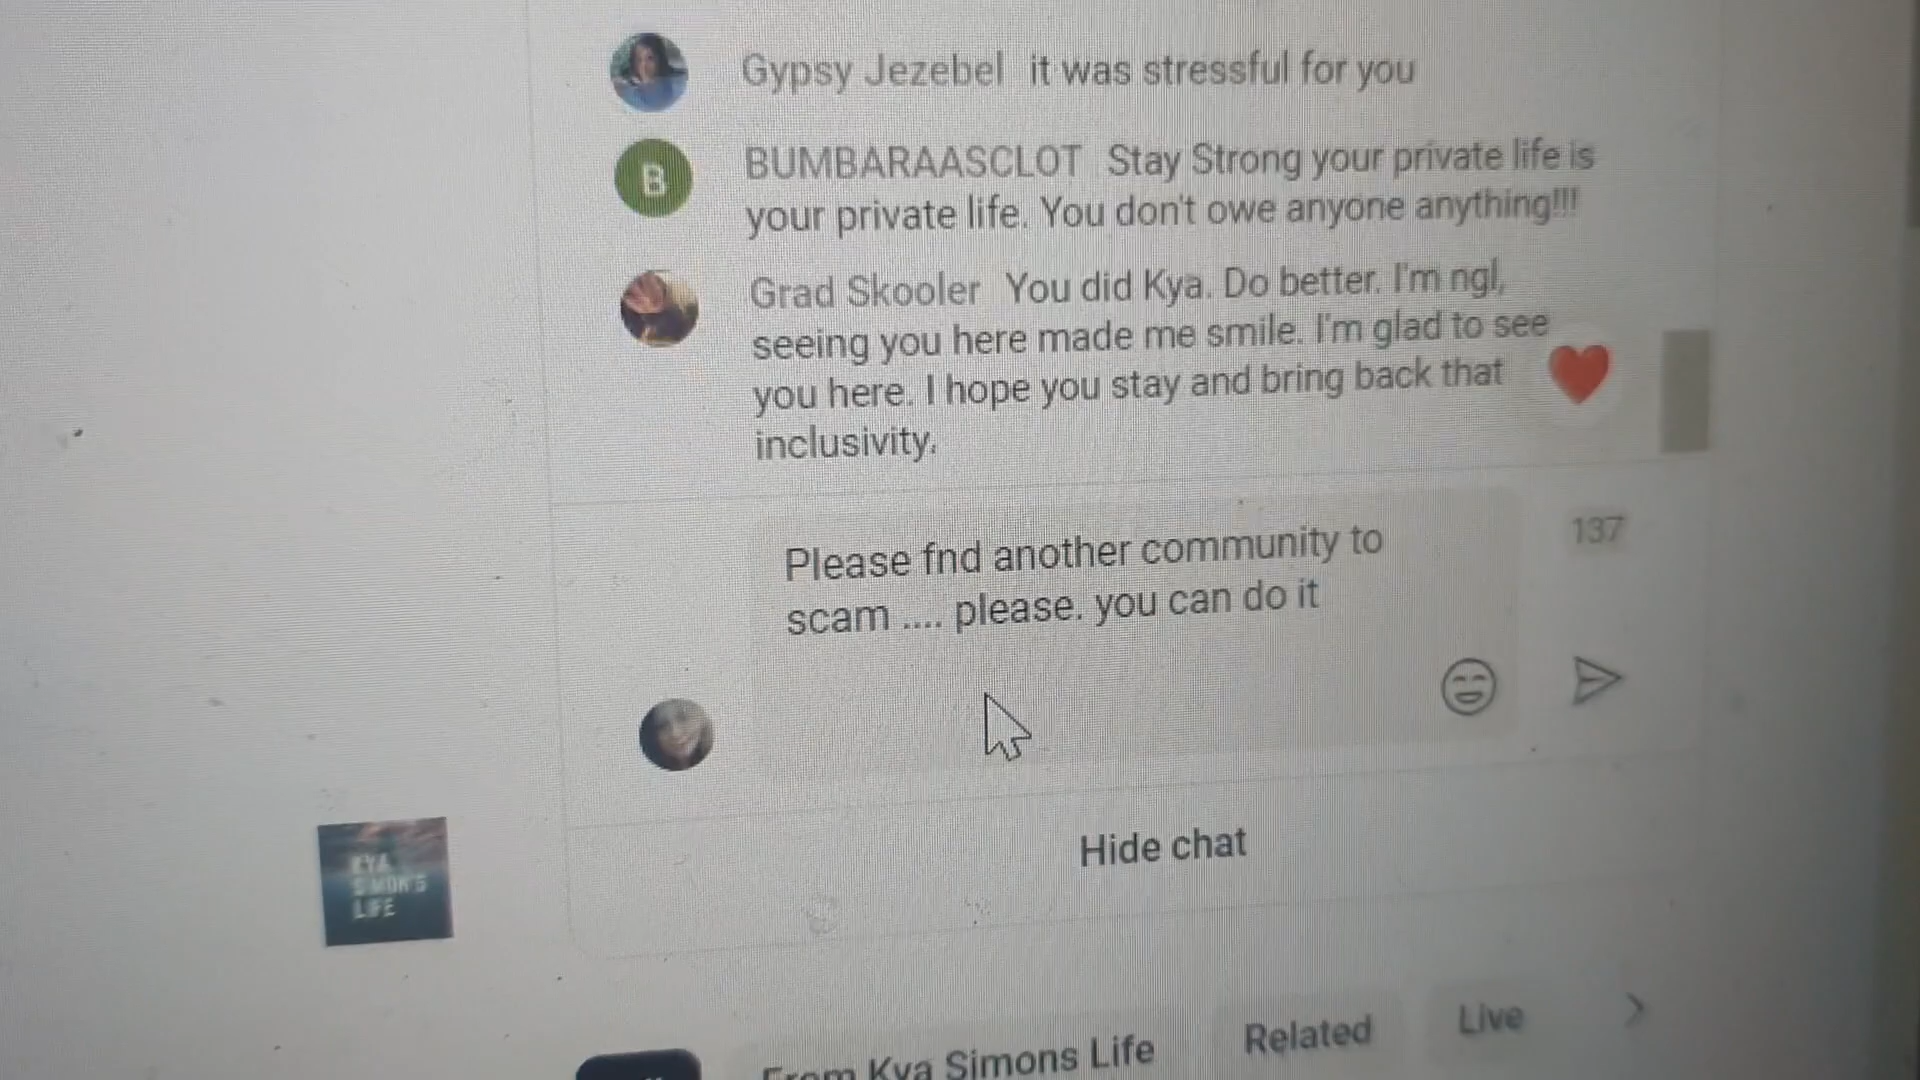 Gypsy Jezebel it was stressful for you
B
BUMBARAASCLOT Stay Strong your private life is
your private life. You don't owe anyone anything!!!
Grad Skooler You did Kya. Do better. I'm ngl,
seeing you here made me smile. I'm glad to see
you here. I hope you stay and bring back that
inclusivity.
Please fnd another community to
scam .... please. you can do it
137
Hide chat
KYA
SIMON'S
LIFE
From Kya Simons Life
Related
Live